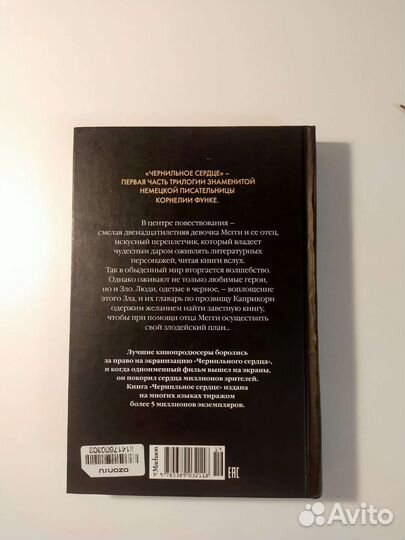 «ЧЕРНИЛЬНОЕ СЕРДЦЕ» –
ПЕРВАЯ ЧАСТЬ ТРИЛОГИИ ЗНАМЕНИТОЙ
НЕМЕЦКОЙ ПИСАТЕЛЬНИЦЫ
КОРНЕЛИИ ФУНКЕ.
В центре повествования –
смелая двенадцатилетняя девочка Мегги и ее отец,
искусный переплетчик, который владеет
чудесным даром оживлять литературных
персонажей, читая книги вслух.
Так в обыденный мир вторгается волшебство.
Однако оживают не только любимые герои,
но и Зло. Люди, одетые в черное, – воплощение
этого Зла, и их главарь по прозвищу Каприкорн
одержим желанием найти заветную книгу,
чтобы при помощи отца Мегги осуществить
свой злодейский план...
Лучшие кинопродюсеры боролись
за право на экранизацию «Чернильного сердца»,
и когда одноименный фильм вышел на экраны,
он покорил сердца миллионов зрителей.
Книга «Чернильное сердце» издана
на многих языках тиражом
более 5 миллионов экземпляров.
ozon.ru
Machaon
EAC
Avito